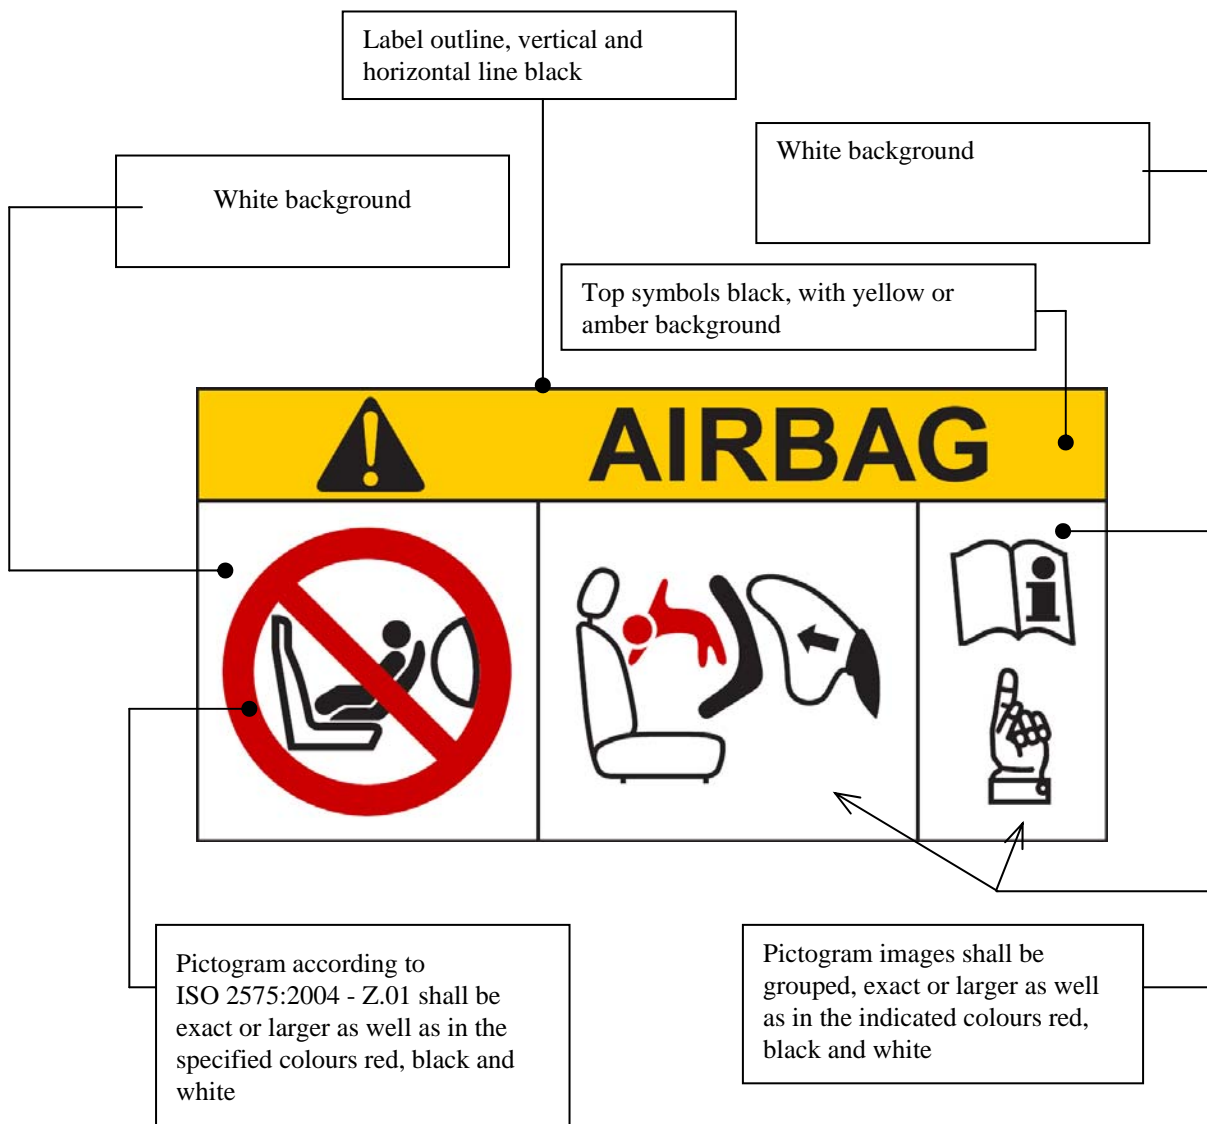 Label outline, vertical and
horizontal line black
White background
White background
Top symbols black, with yellow or
amber background
AIRBAG
Pictogram according to
ISO 2575:2004 - Z.01 shall be
exact or larger as well as in the
specified colours red, black and
white
Pictogram images shall be
grouped, exact or larger as well
as in the indicated colours red,
black and white